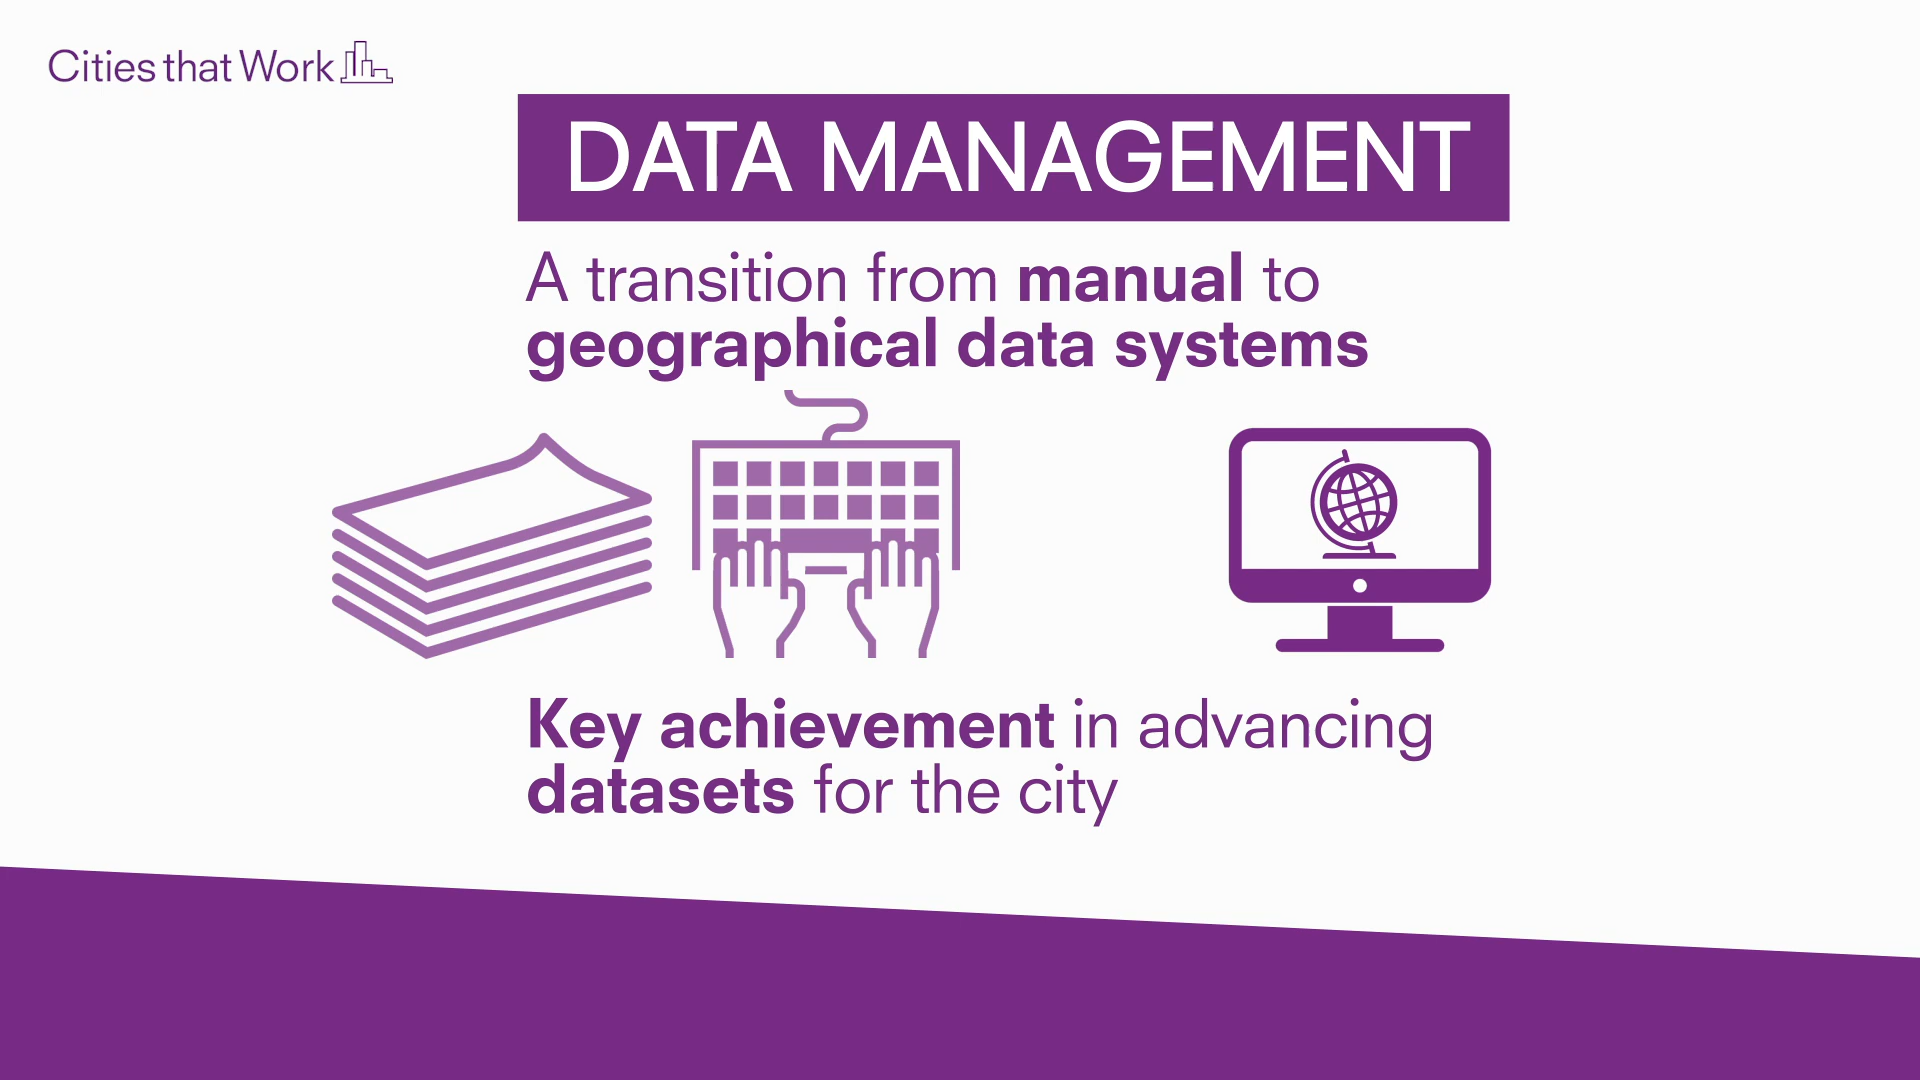 Cities that Work
DATA MANAGEMENT
A transition from manual to
geographical data systems
Key achievement in advancing
datasets for the city